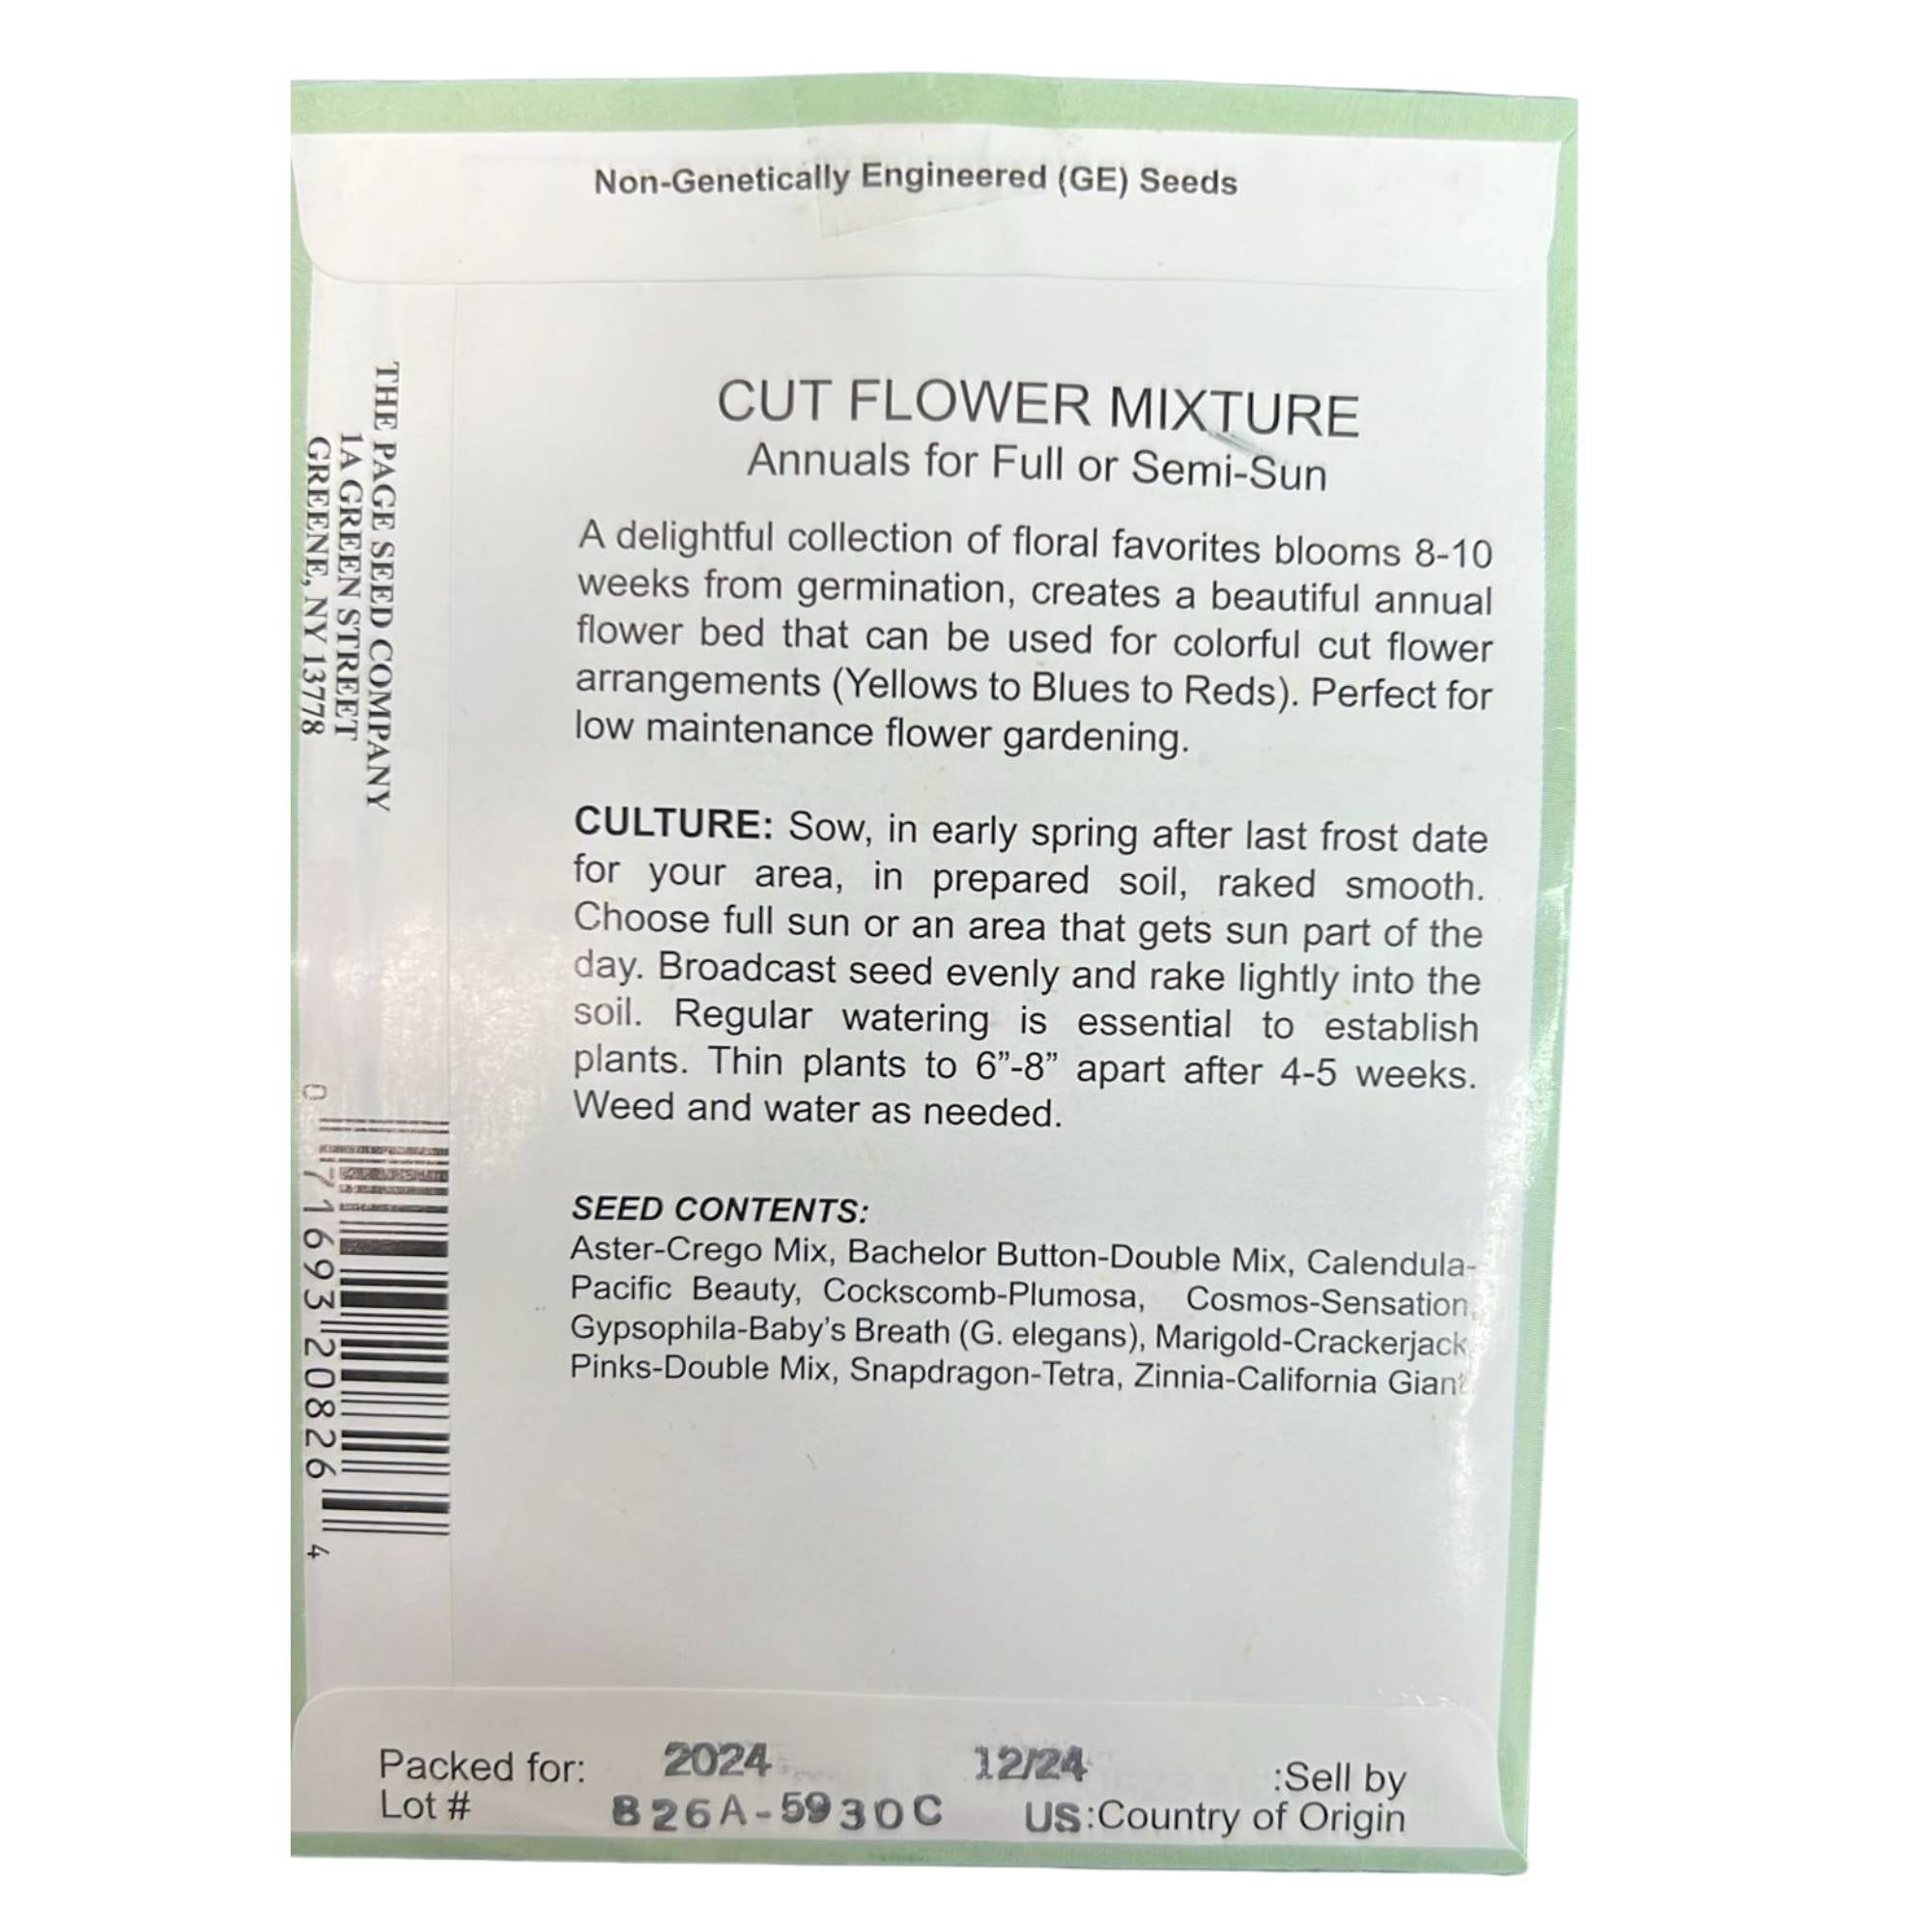 Non-Genetically Engineered (GE) Seeds
CUT FLOWER MIXTURE
Annuals for Full or Semi-Sun
A delightful collection of floral favorites blooms 8-10
weeks from germination, creates a beautiful annual
flower bed that can be used for colorful cut flower
arrangements (Yellows to Blues to Reds). Perfect for
low maintenance flower gardening.
CULTURE: Sow, in early spring after last frost date
for your area, in prepared soil, raked smooth.
Choose full sun or an area that gets sun part of the
day. Broadcast seed evenly and rake lightly into the
soil. Regular watering is essential to establish
plants. Thin plants to 6”-8” apart after 4-5 weeks.
Weed and water as needed.
SEED CONTENTS:
Aster-Crego Mix, Bachelor Button-Double Mix, Calendula-
Pacific Beauty, Cockscomb-Plumosa, Cosmos-Sensation,
Gypsophila-Baby’s Breath (G. elegans), Marigold-Crackerjack
Pinks-Double Mix, Snapdragon-Tetra, Zinnia-California Giant
THE PAGE SEED COMPANY
1A GREEN STREET
GREENE, NY 13778
0 71693 20826 4
Packed for: 2024 12/24 :Sell by
Lot # B26A-5930C US:Country of Origin